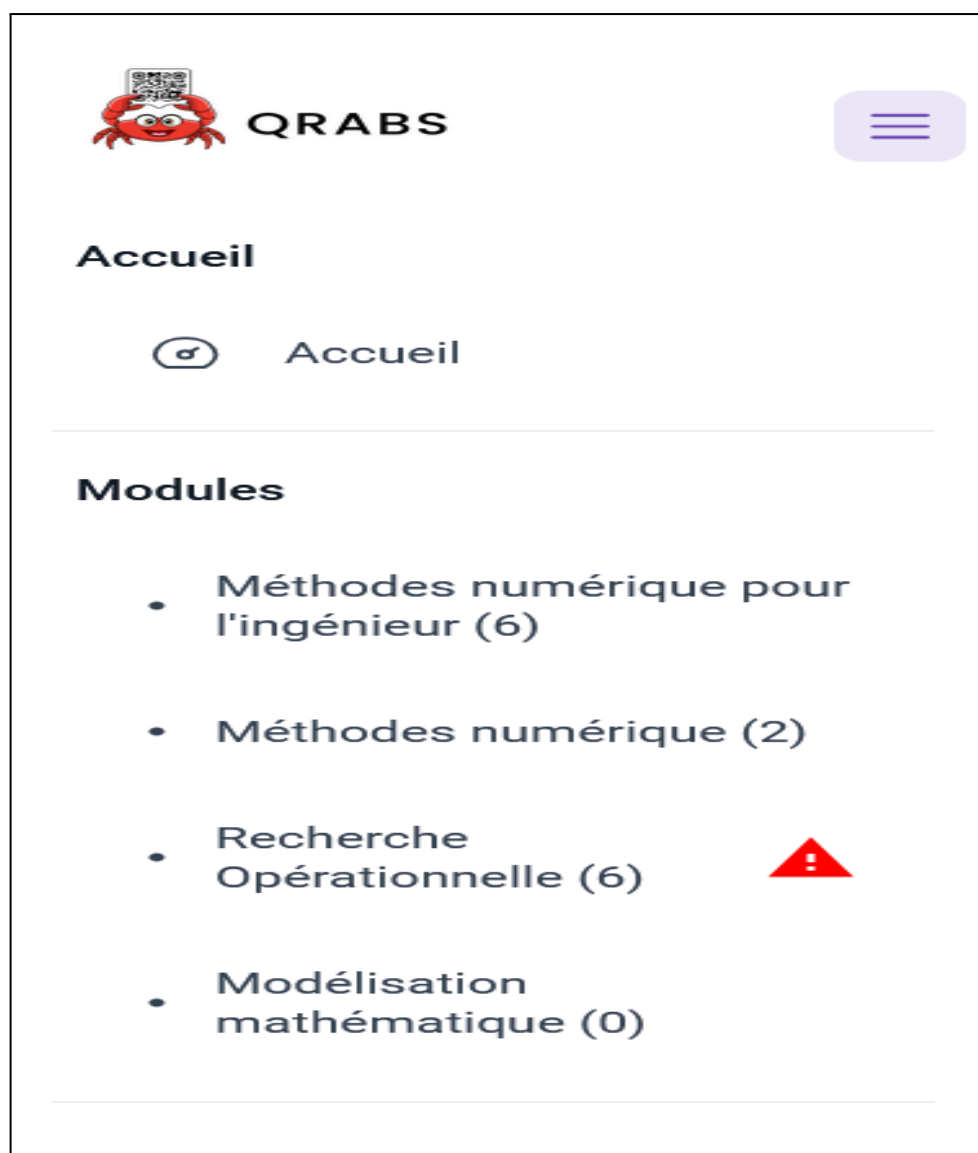 QRABS
Accueil
Accueil
Modules
Méthodes numérique pour
l'ingénieur (6)
Méthodes numérique (2)
Recherche
Opérationnelle (6)
Modélisation
mathématique (0)